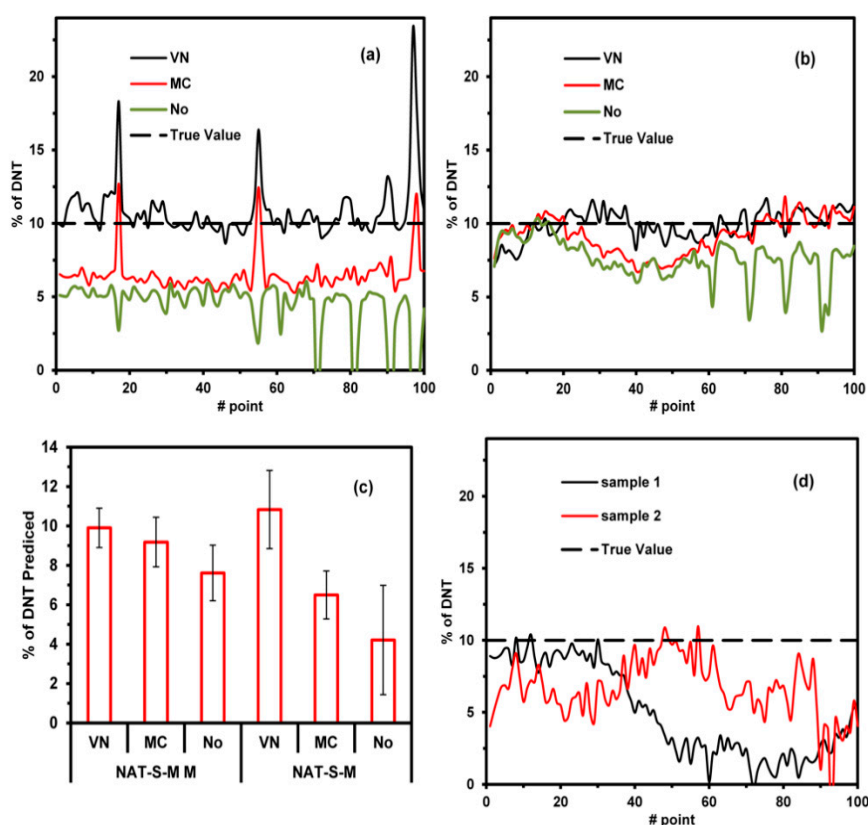 (a)
VN
MC
No
True Value
% of DNT
20
15
10
5
0
0 20 40 60 80 100
# point
(b)
VN
MC
No
True Value
% of DNT
20
15
10
5
0
0 20 40 60 80 100
# point
(c)
% of DNT Prediced
14
12
10
8
6
4
2
0
VN MC No VN MC No
NAT-S-M M NAT-S-M
(d)
sample 1
sample 2
True Value
% of DNT
20
15
10
5
0
0 20 40 60 80 100
# point